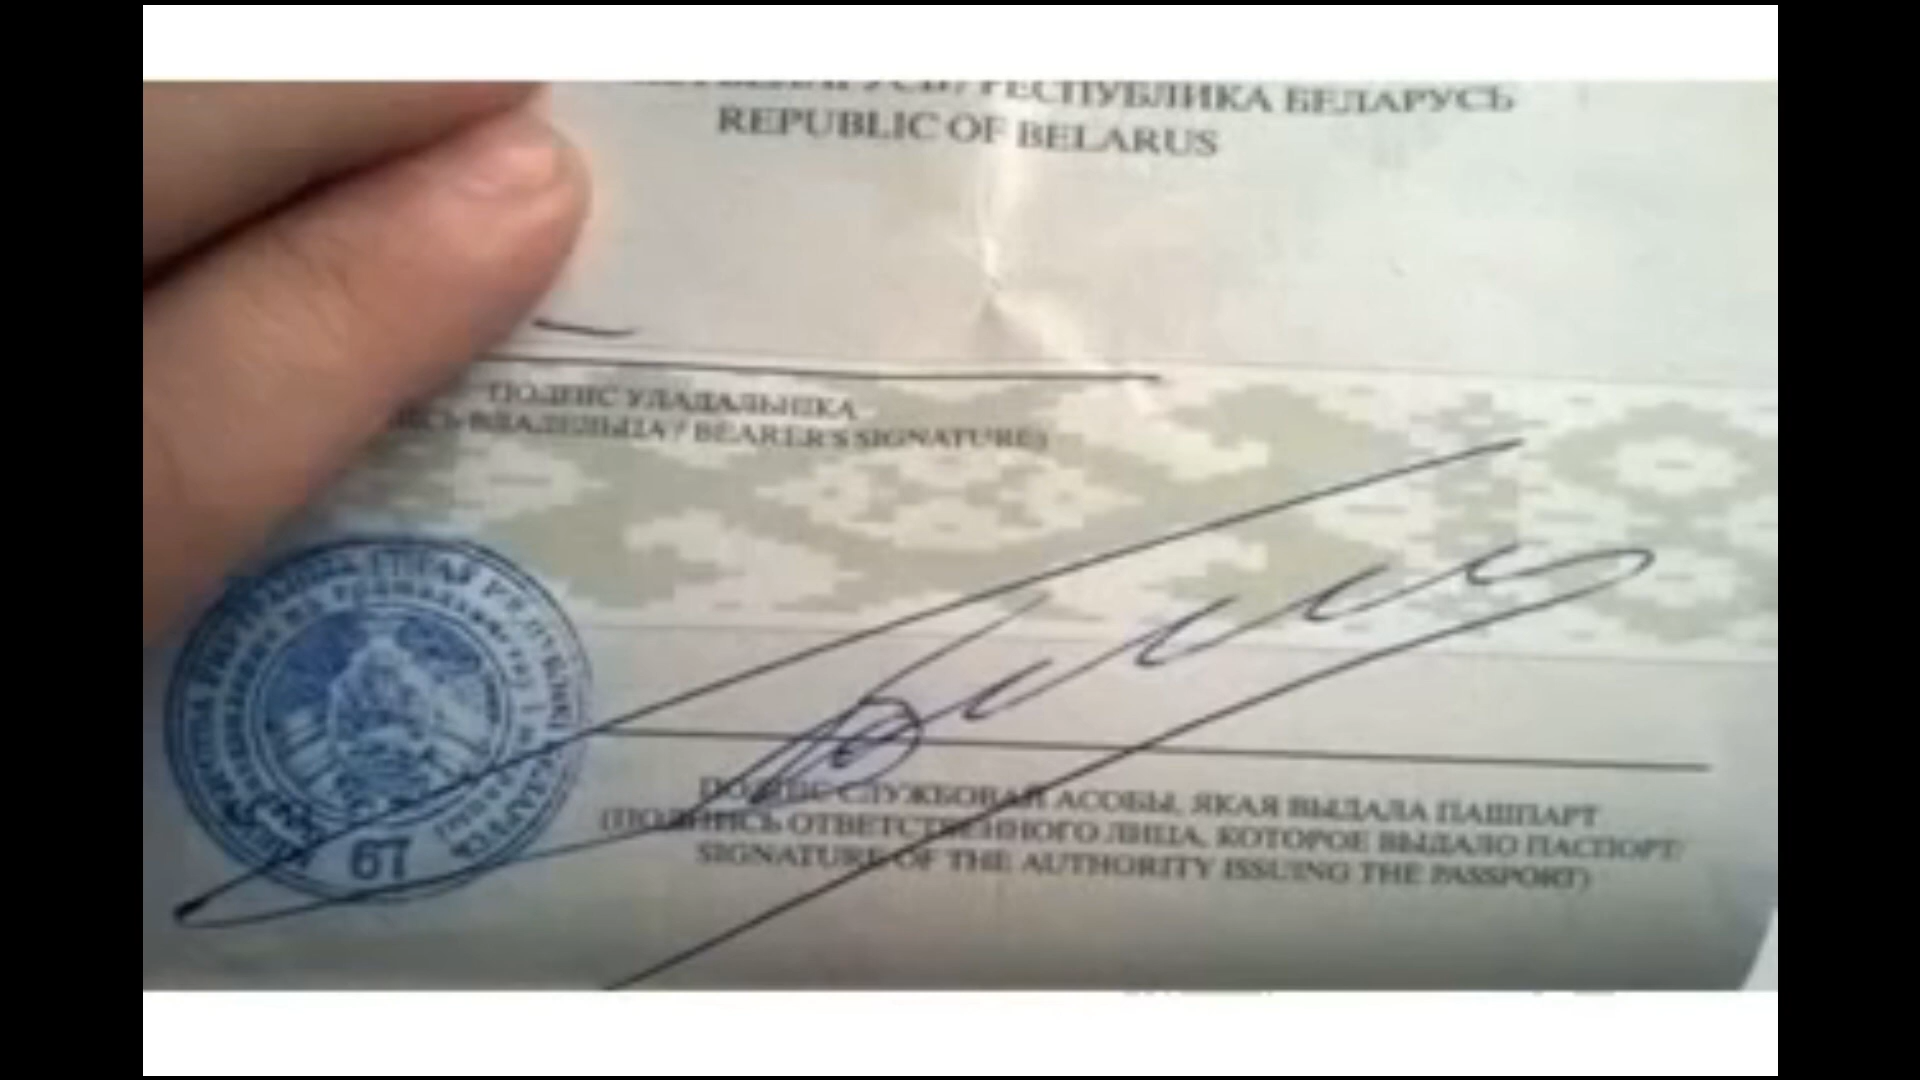 РЭСПУБЛІКА БЕЛАРУСЬ / РЕСПУБЛИКА БЕЛАРУСЬ
REPUBLIC OF BELARUS
ПОДПІС УЛАДАЛЬНІКА
ВЛАДЕЛЬЦА / BEARER'S SIGNATURE)
67
ПОДПІС СЛУЖБОВАЙ АСОБЫ, ЯКАЯ ВЫДАЛА ПАШПАРТ
(ПОДПИСЬ ОТВЕТСТВЕННОГО ЛИЦА, КОТОРОЕ ВЫДАЛО ПАСПОРТ/
SIGNATURE OF THE AUTHORITY ISSUING THE PASSPORT)